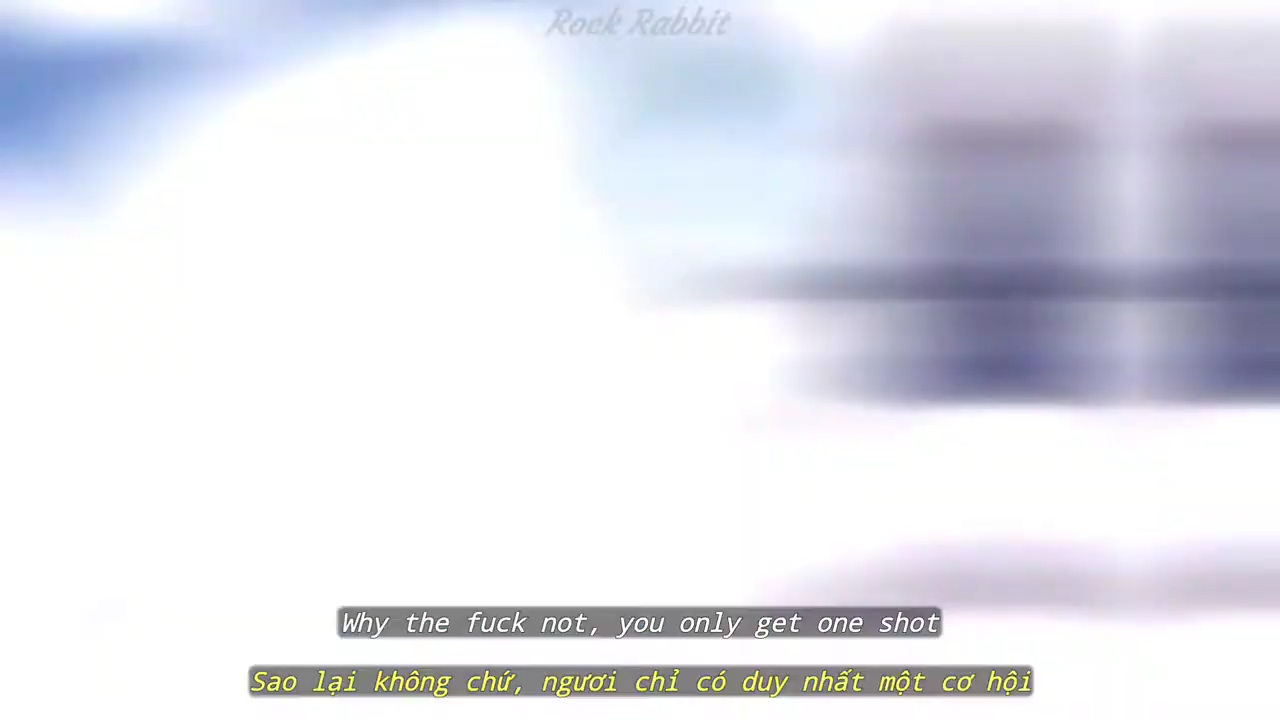 Rock Rabbit
Why the fuck not, you only get one shot
Sao lại không chứ, ngươi chỉ có duy nhất một cơ hội